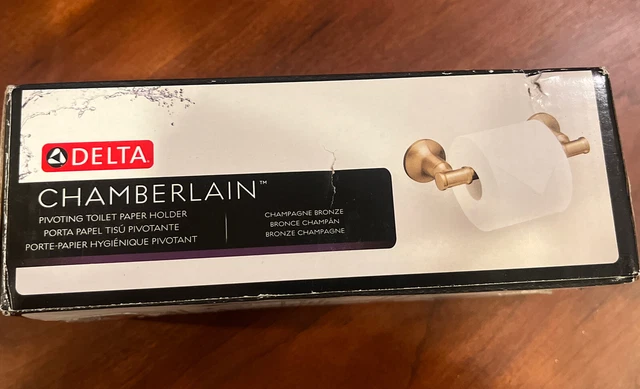 DELTA
CHAMBERLAIN™
PIVOTING TOILET PAPER HOLDER
PORTA PAPEL TISÚ PIVOTANTE
PORTE-PAPIER HYGIÉNIQUE PIVOTANT
CHAMPAGNE BRONZE
BRONCE CHAMPÁN
BRONZE CHAMPAGNE